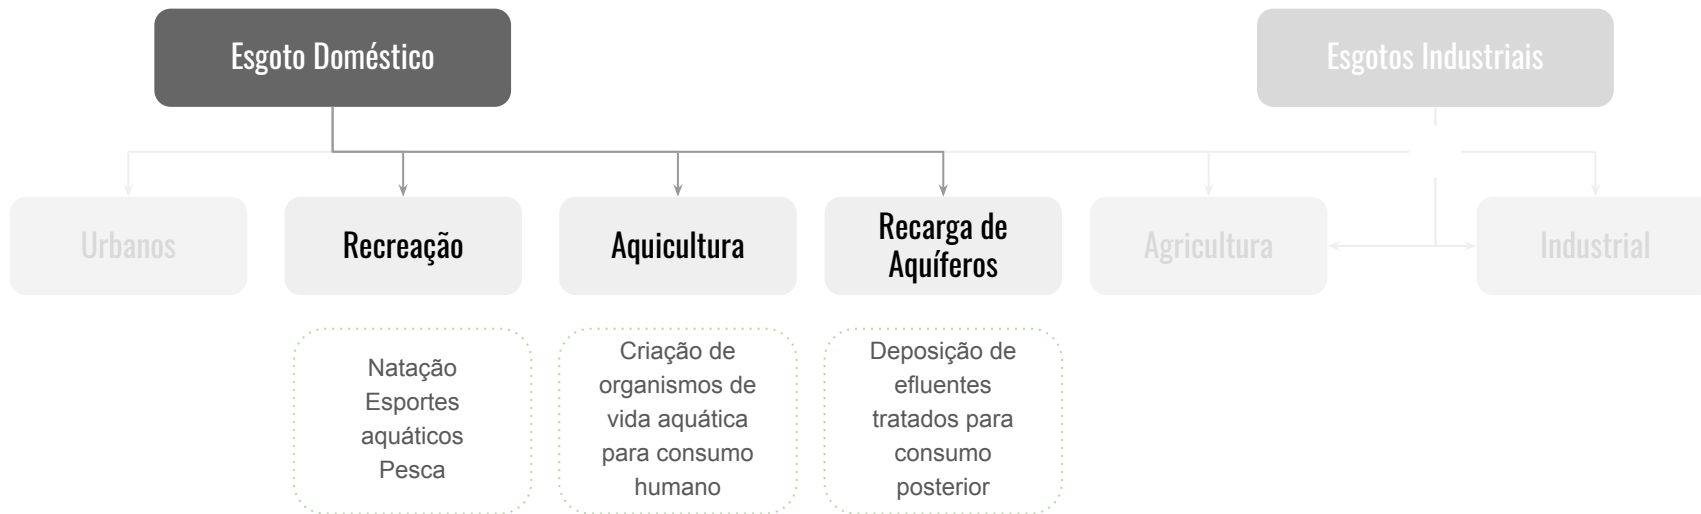 Esgoto Doméstico
Esgotos Industriais
Urbanos
Recreação
Aquicultura
Recarga de
Aquíferos
Agricultura
Industrial
Natação
Esportes
aquáticos
Pesca
Criação de
organismos de
vida aquática
para consumo
humano
Deposição de
efluentes
tratados para
consumo
posterior